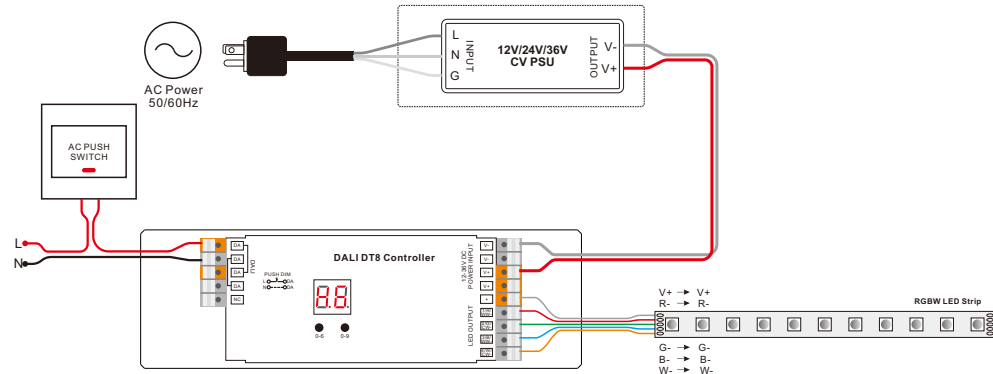 AC Power
50/60Hz
L
N
G
INPUT
12V/24V/36V
CV PSU
OUTPUT
V-
V+
AC PUSH
SWITCH
L
N
DA
DA
DA
DA
NC
DALI
PUSH DIM
L DA
N DA
DALI DT8 Controller
88
0-6
0-9
12-36V DC
POWER INPUT
LED OUTPUT
V-
V-
V+
V+
+
V+ → V+
R- → R-
RGBW LED Strip
G- → G-
B- → B-
W- → W-